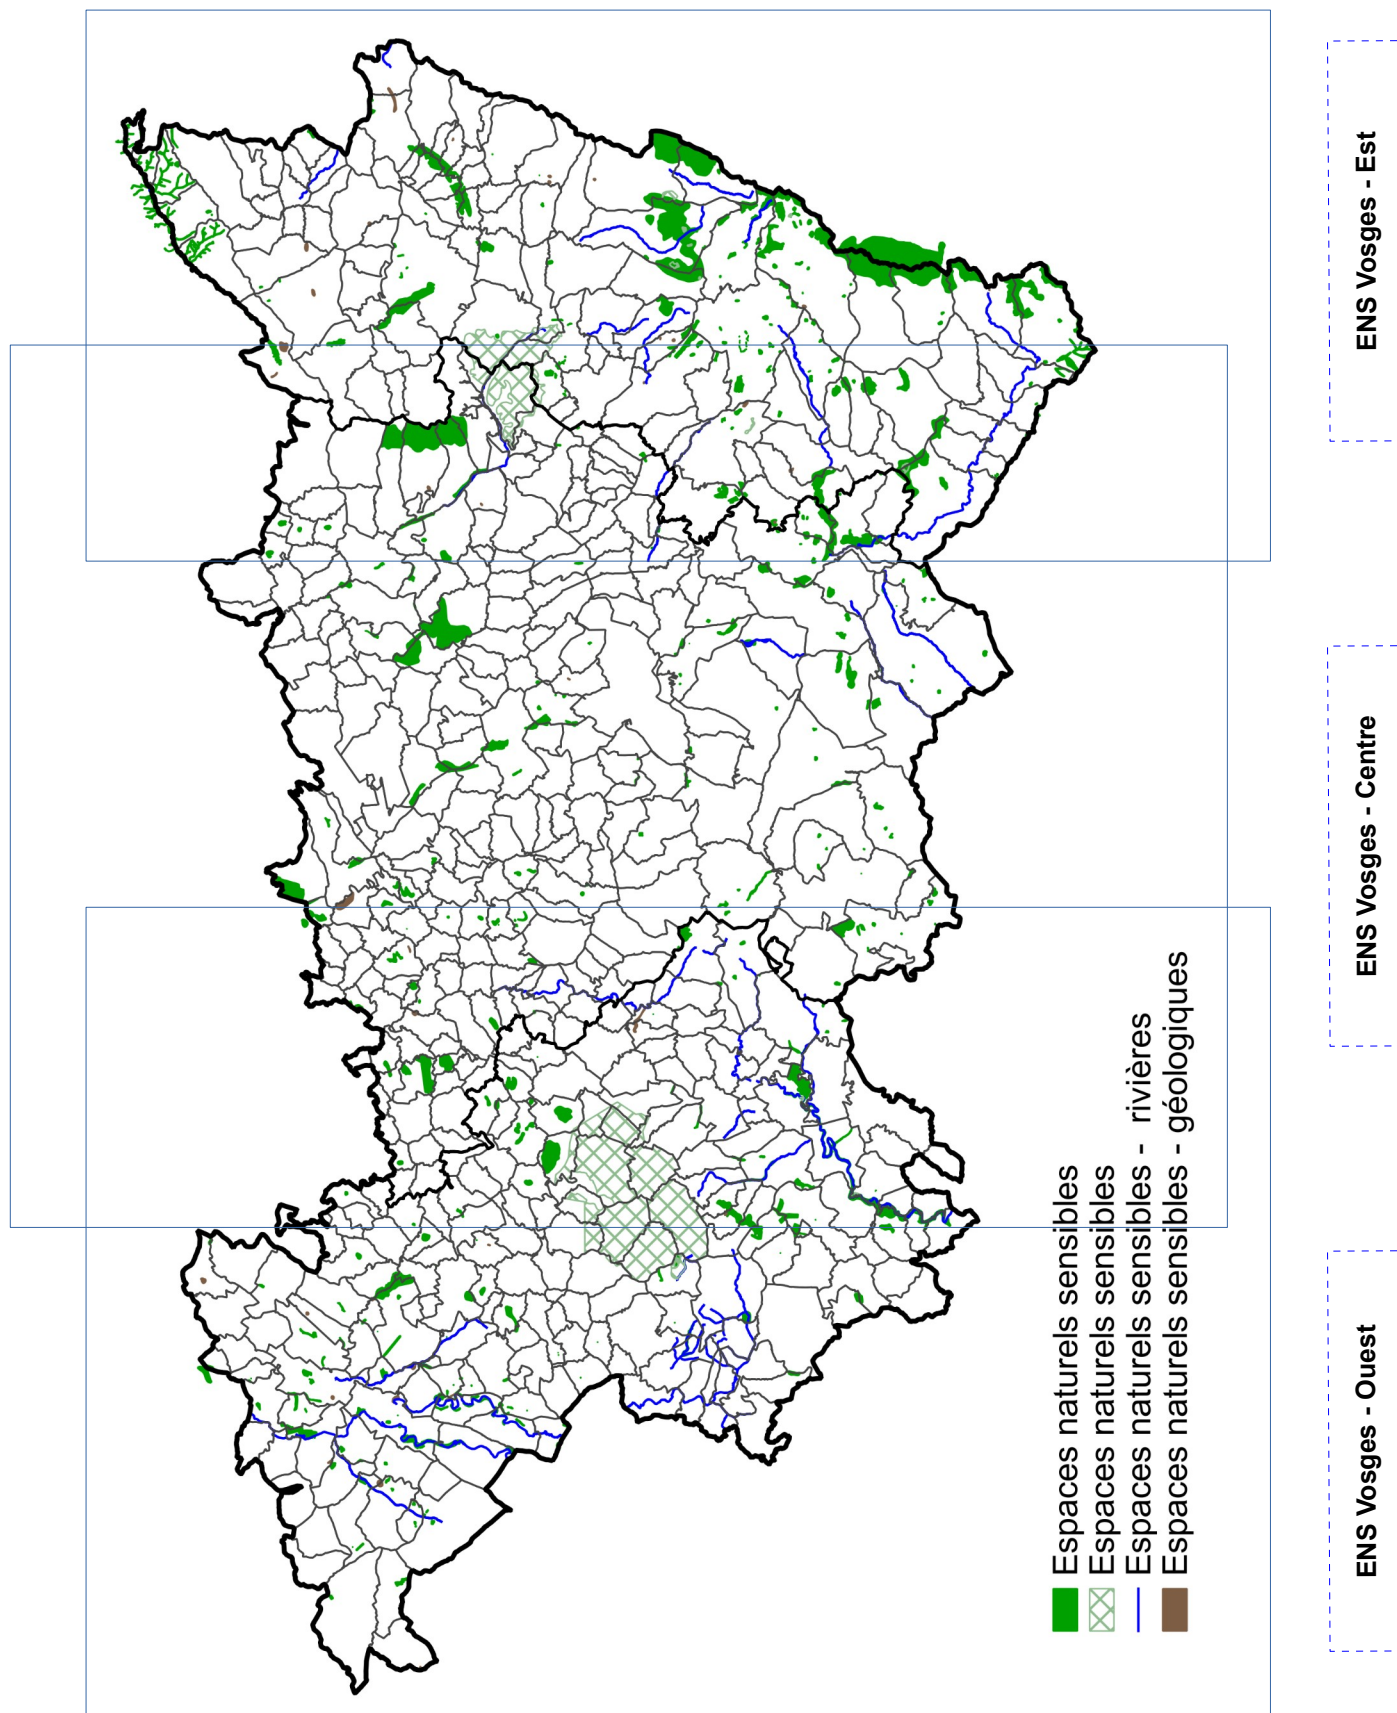 Espaces naturels sensibles
Espaces naturels sensibles
Espaces naturels sensibles - rivières
Espaces naturels sensibles - géologiques
ENS Vosges - Ouest
ENS Vosges - Centre
ENS Vosges - Est